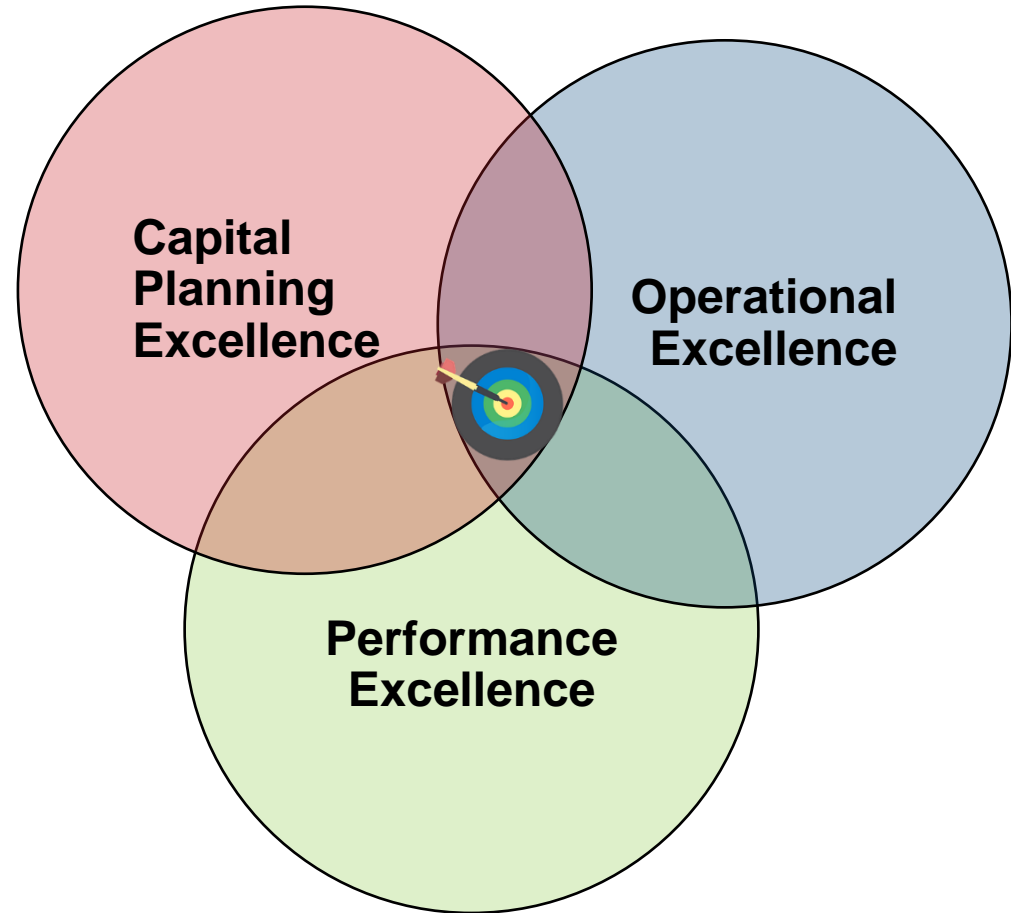 Capital
Planning
Excellence
Operational
Excellence
Performance
Excellence